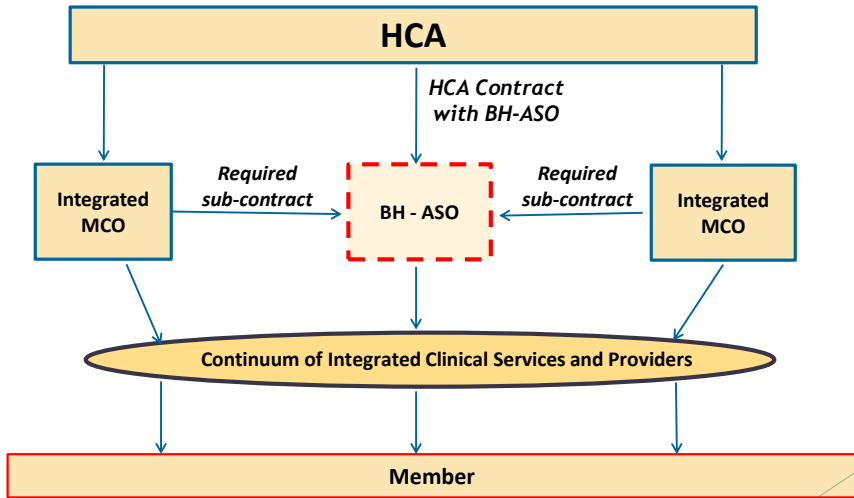 HCA
HCA Contract
with BH-ASO
Required
sub-contract
Required
sub-contract
Integrated
MCO
BH - ASO
Integrated
MCO
Continuum of Integrated Clinical Services and Providers
Member